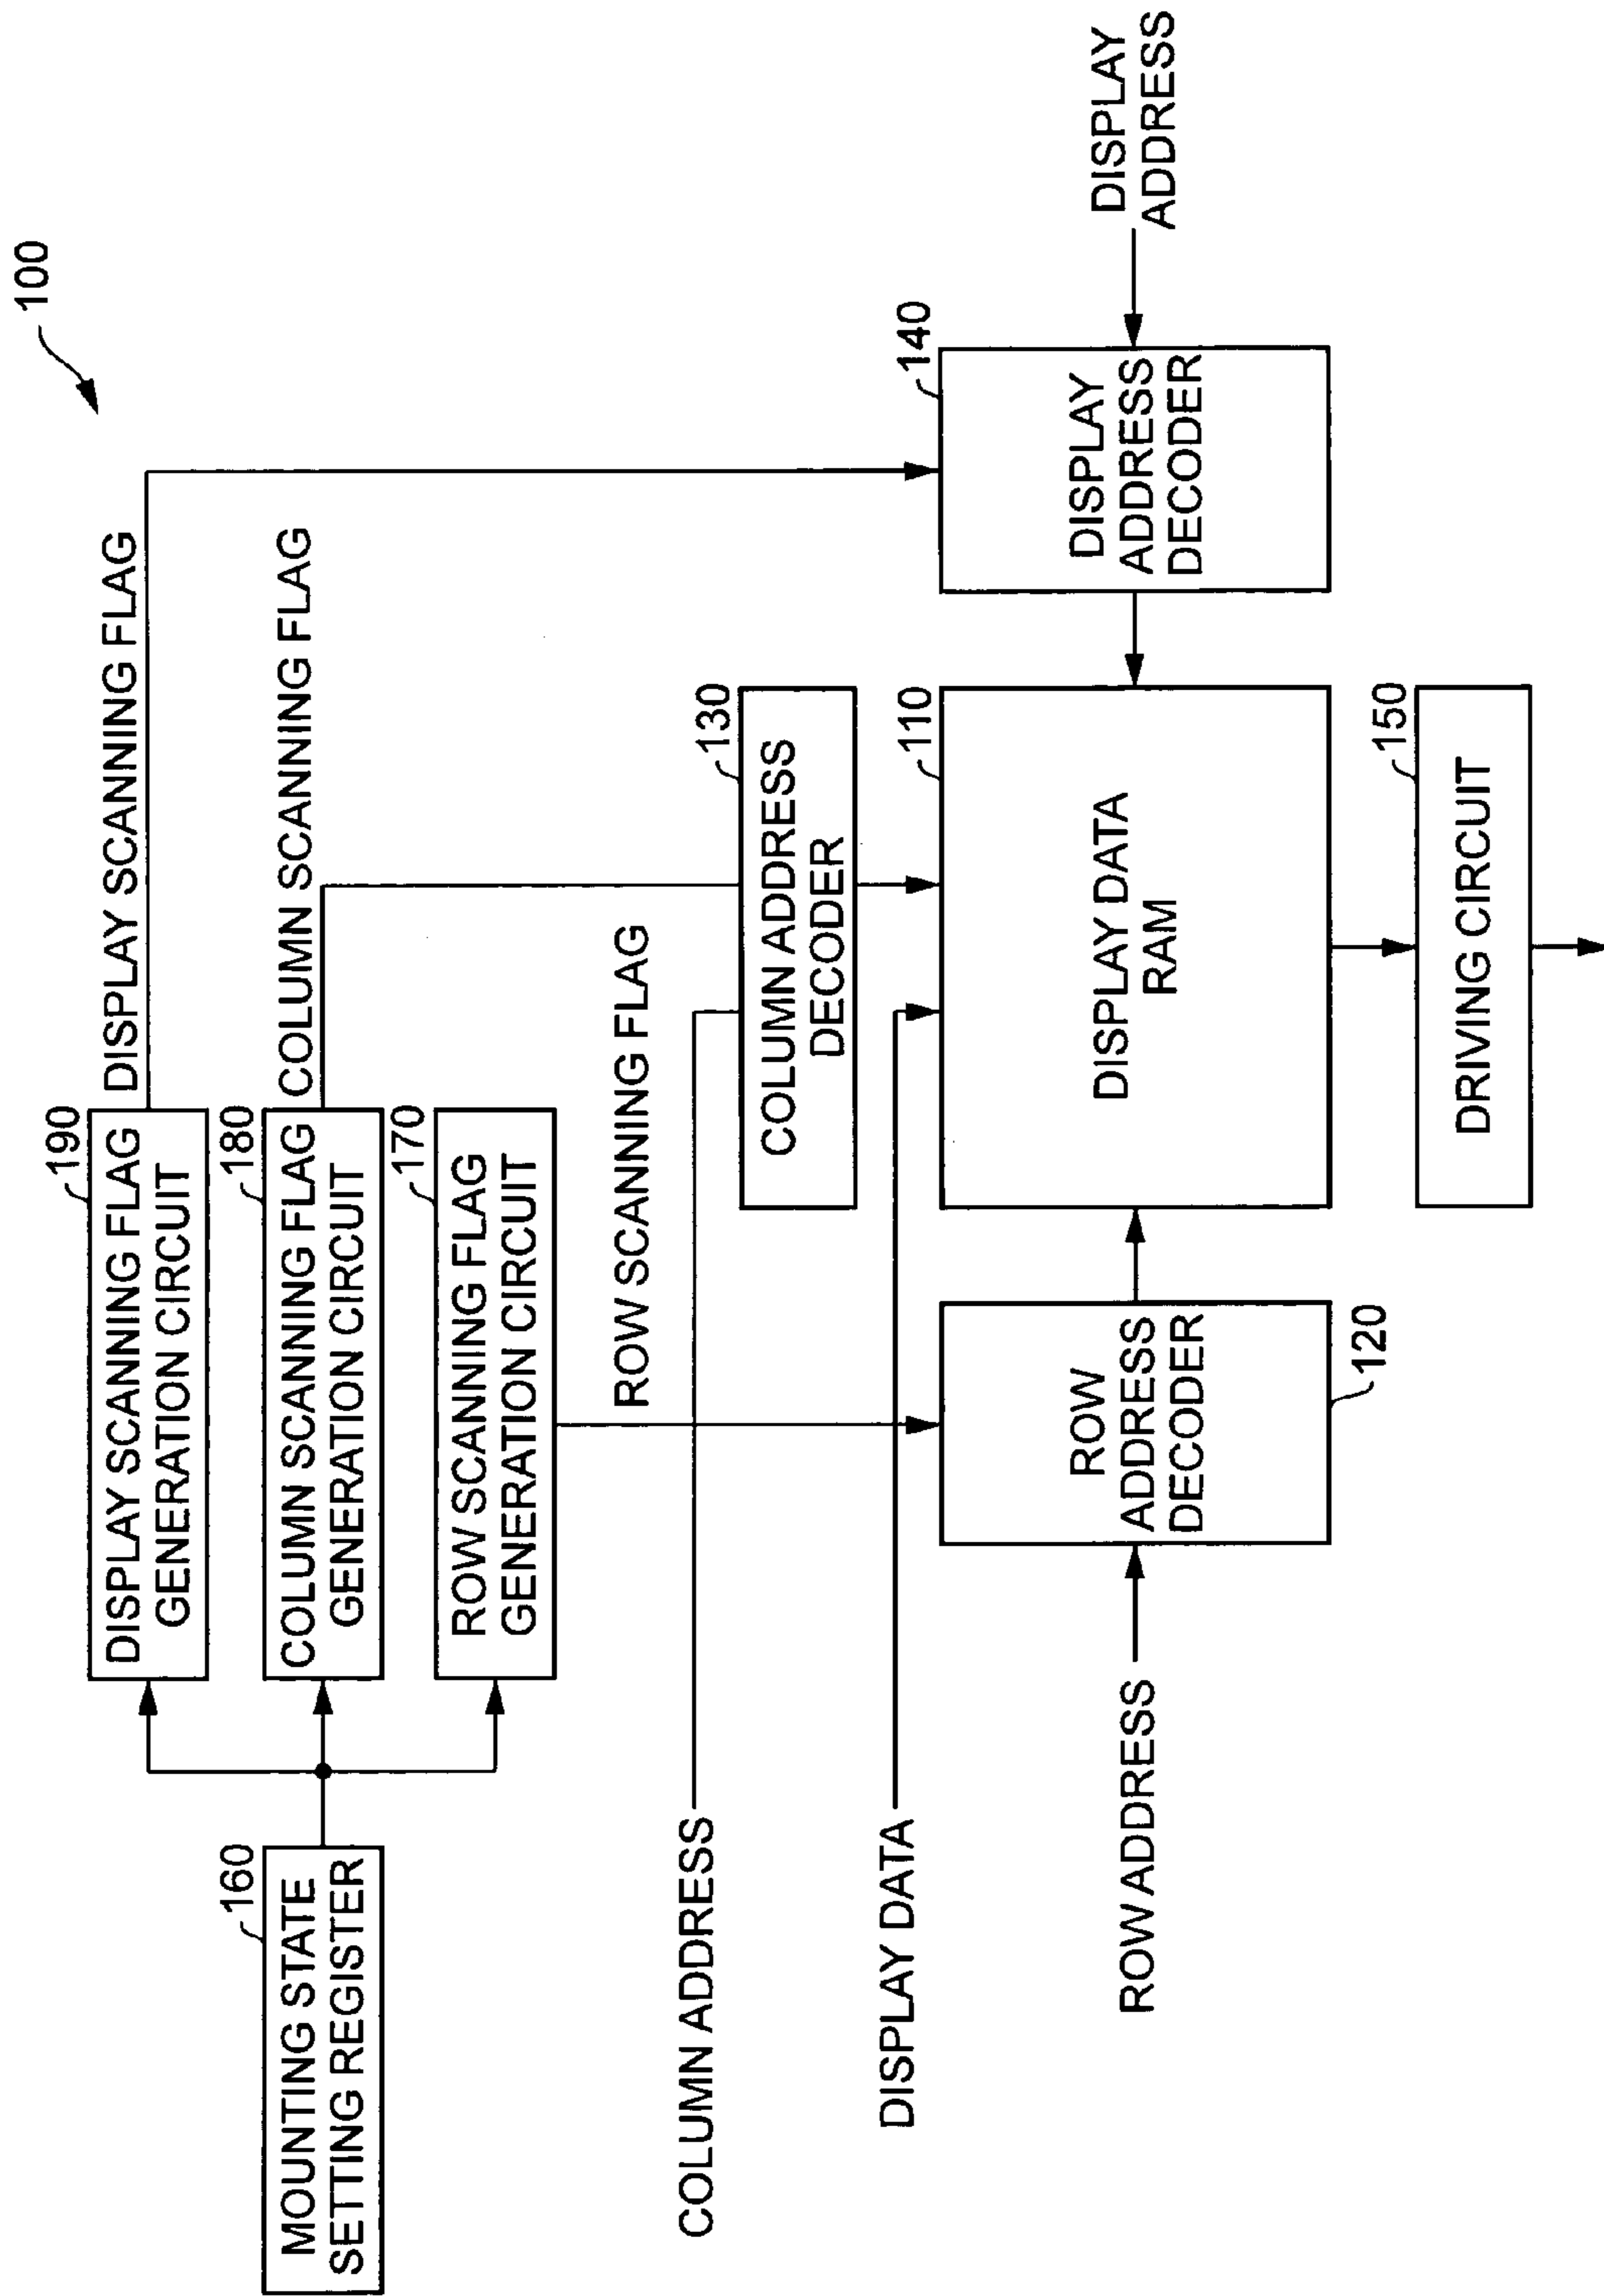 100
190
DISPLAY SCANNING FLAG
GENERATION CIRCUIT
DISPLAY SCANNING FLAG
160
MOUNTING STATE
SETTING REGISTER
180
COLUMN SCANNING FLAG
GENERATION CIRCUIT
COLUMN SCANNING FLAG
170
ROW SCANNING FLAG
GENERATION CIRCUIT
ROW SCANNING FLAG
COLUMN ADDRESS
130
COLUMN ADDRESS
DECODER
DISPLAY DATA
ROW ADDRESS
ROW
ADDRESS
DECODER
120
110
DISPLAY DATA
RAM
140
DISPLAY
ADDRESS
DECODER
DISPLAY
ADDRESS
150
DRIVING CIRCUIT